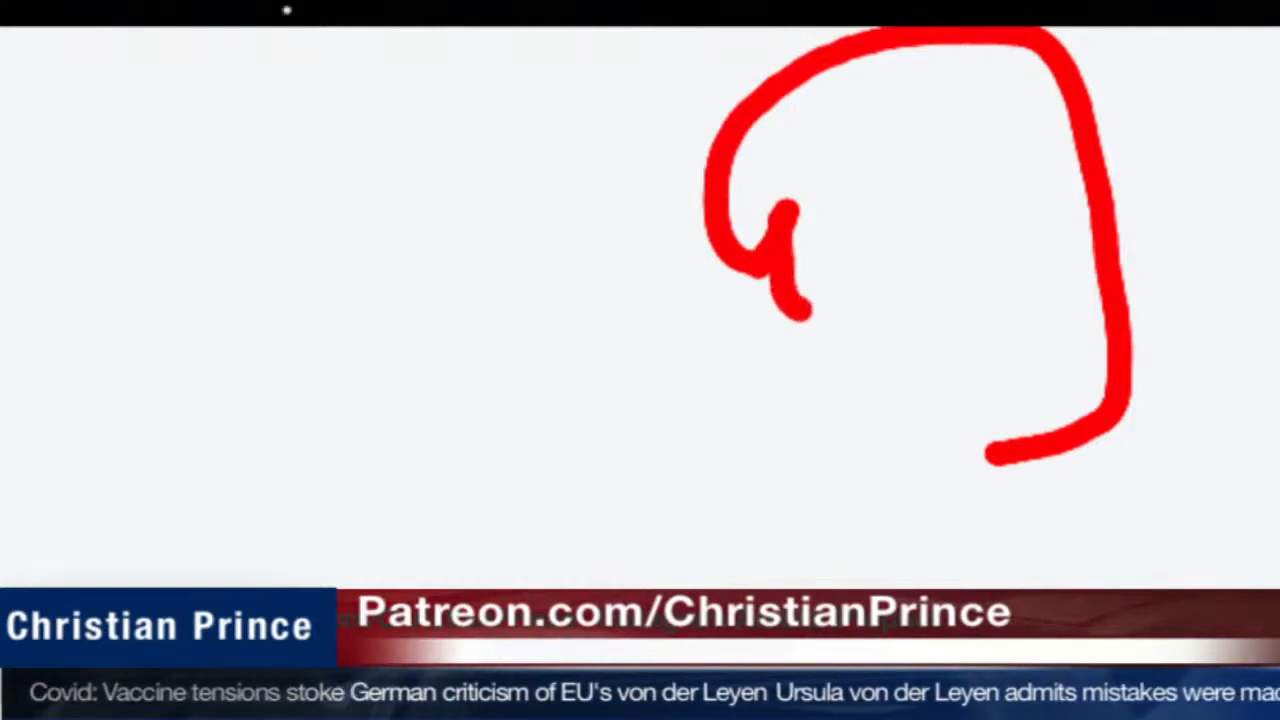 Christian Prince
Patreon.com/ChristianPrince
Covid: Vaccine tensions stoke German criticism of EU's von der Leyen Ursula von der Leyen admits mistakes were